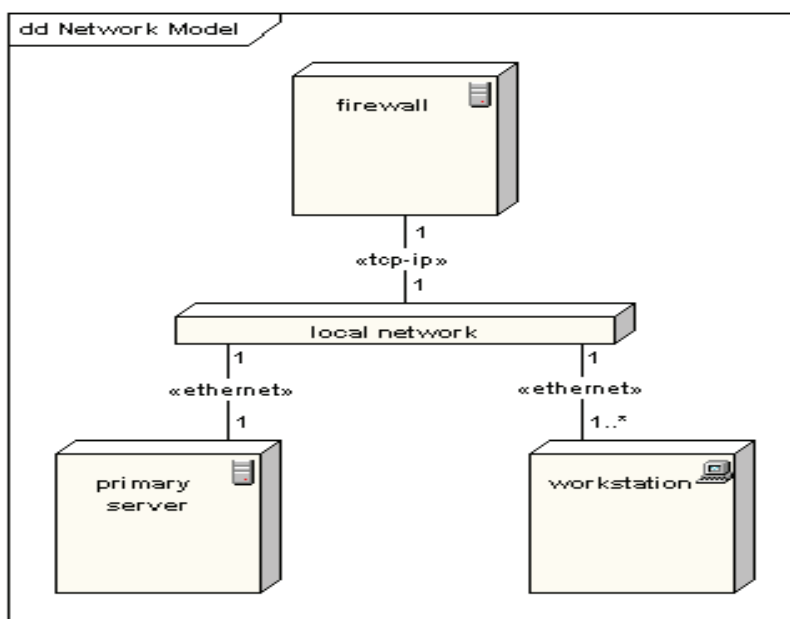 dd Network Model
firewall
1
«tcp-ip»
1
local network
1
1
«ethernet»
«ethernet»
1
1..*
primary
server
workstation